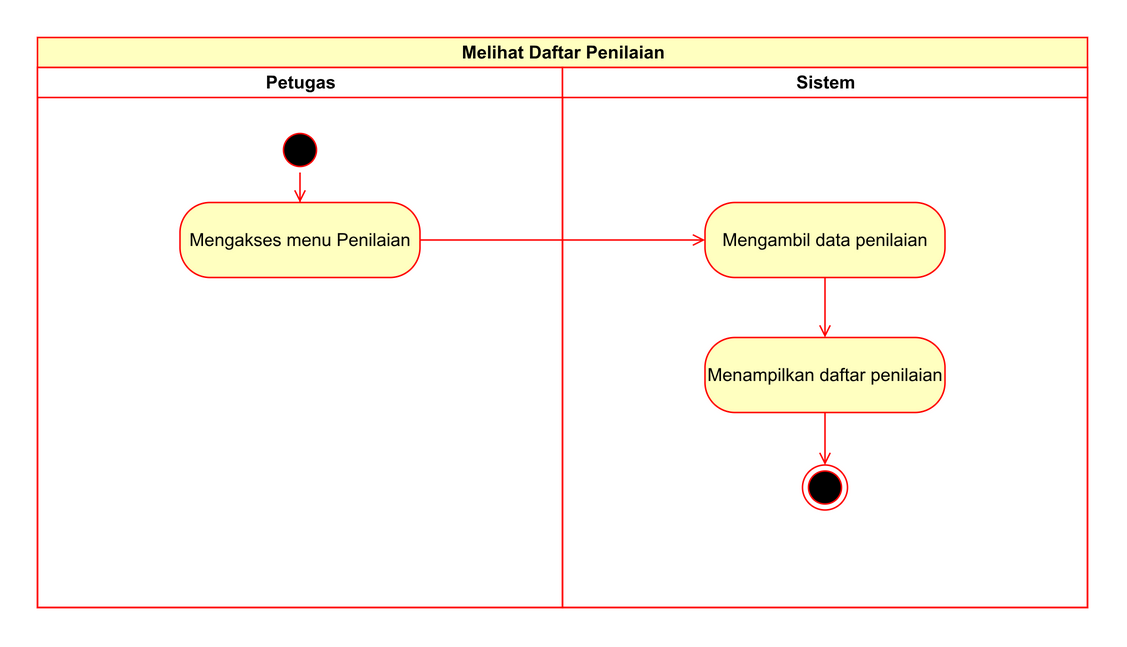 Melihat Daftar Penilaian
Petugas
Sistem
Mengakses menu Penilaian
Mengambil data penilaian
Menampilkan daftar penilaian